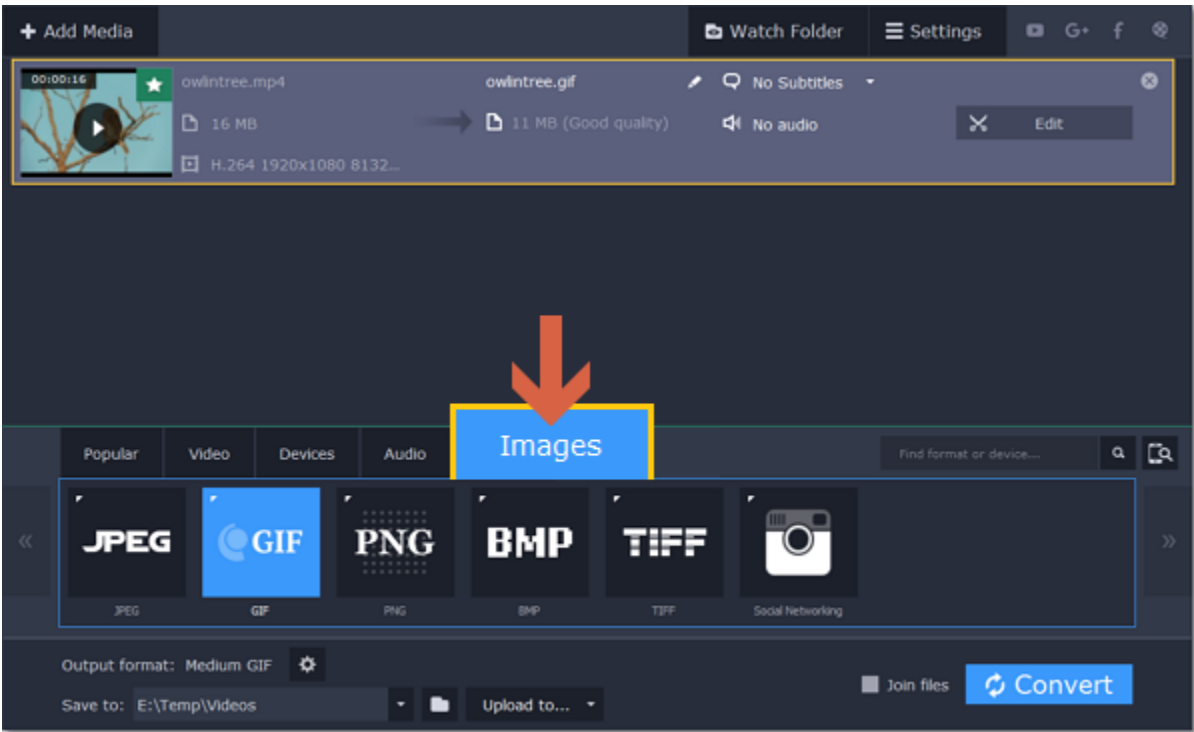 Add Media
Watch Folder
Settings
G+
f
00:00:16
owlintree.mp4
owlintree.gif
No Subtitles
16 MB
11 MB (Good quality)
No audio
Edit
H.264 1920x1080 8132...
Popular
Video
Devices
Audio
Images
Find format or device....
JPEG
GIF
PNG
BMP
TIFF
JPEG
GIF
PNG
BMP
TIFF
Social Networking
Output format: Medium GIF
Join files
Convert
Save to: E:\Temp\Videos
Upload to...